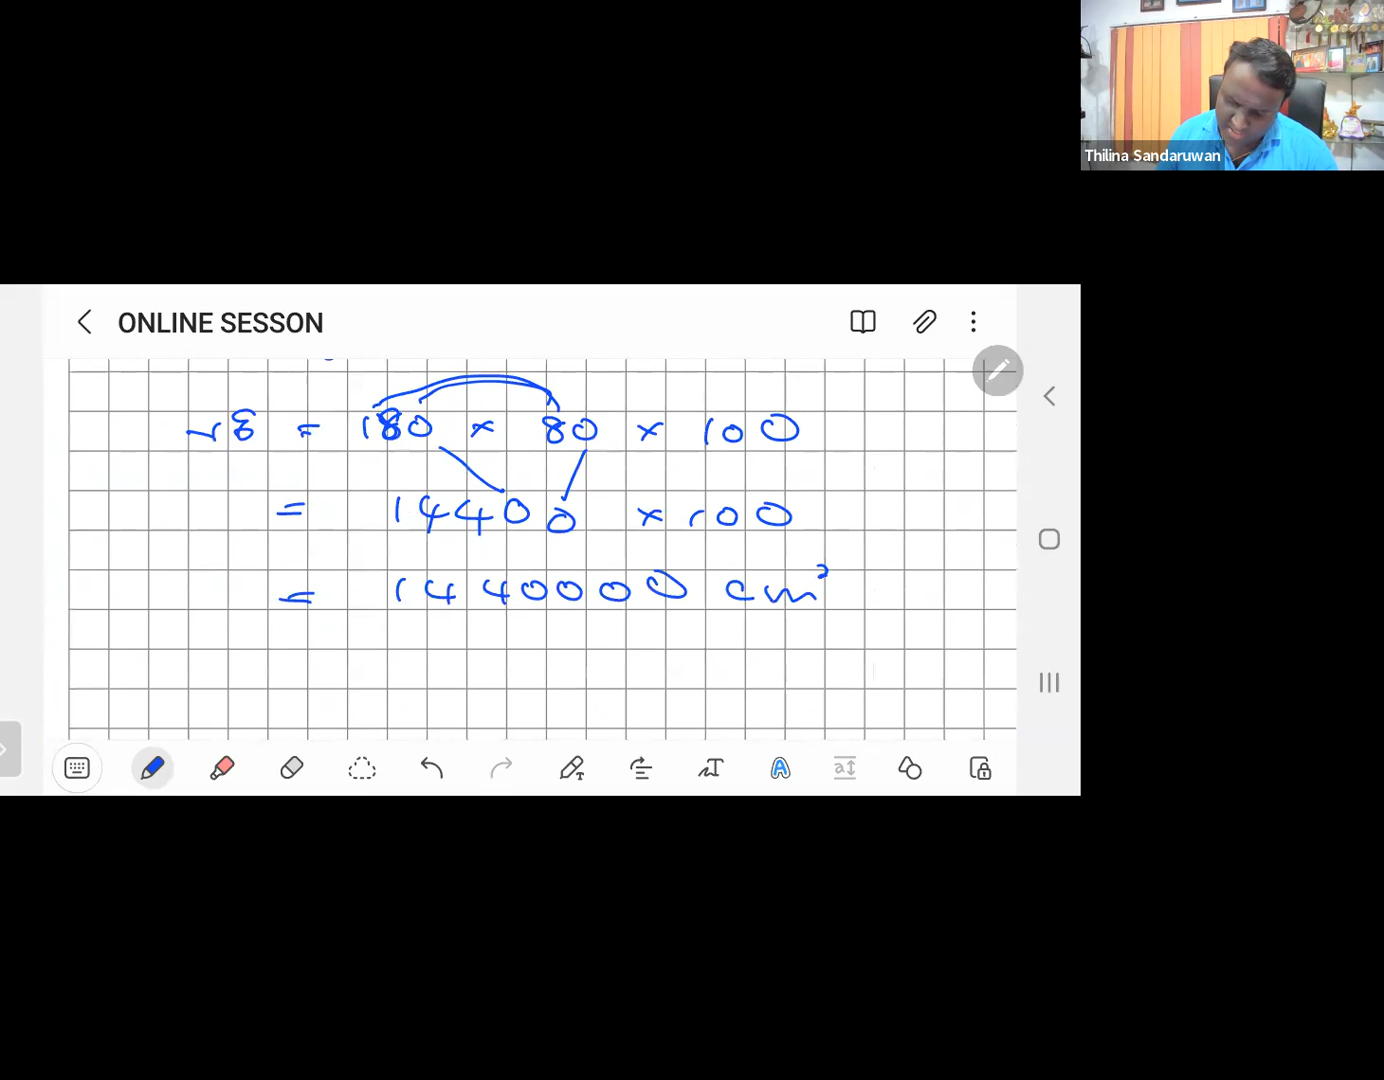 Thilina Sandaruwan
ONLINE SESSON
= 180 × 80 × 100
= 14400 × 100
= 1440000 cm³